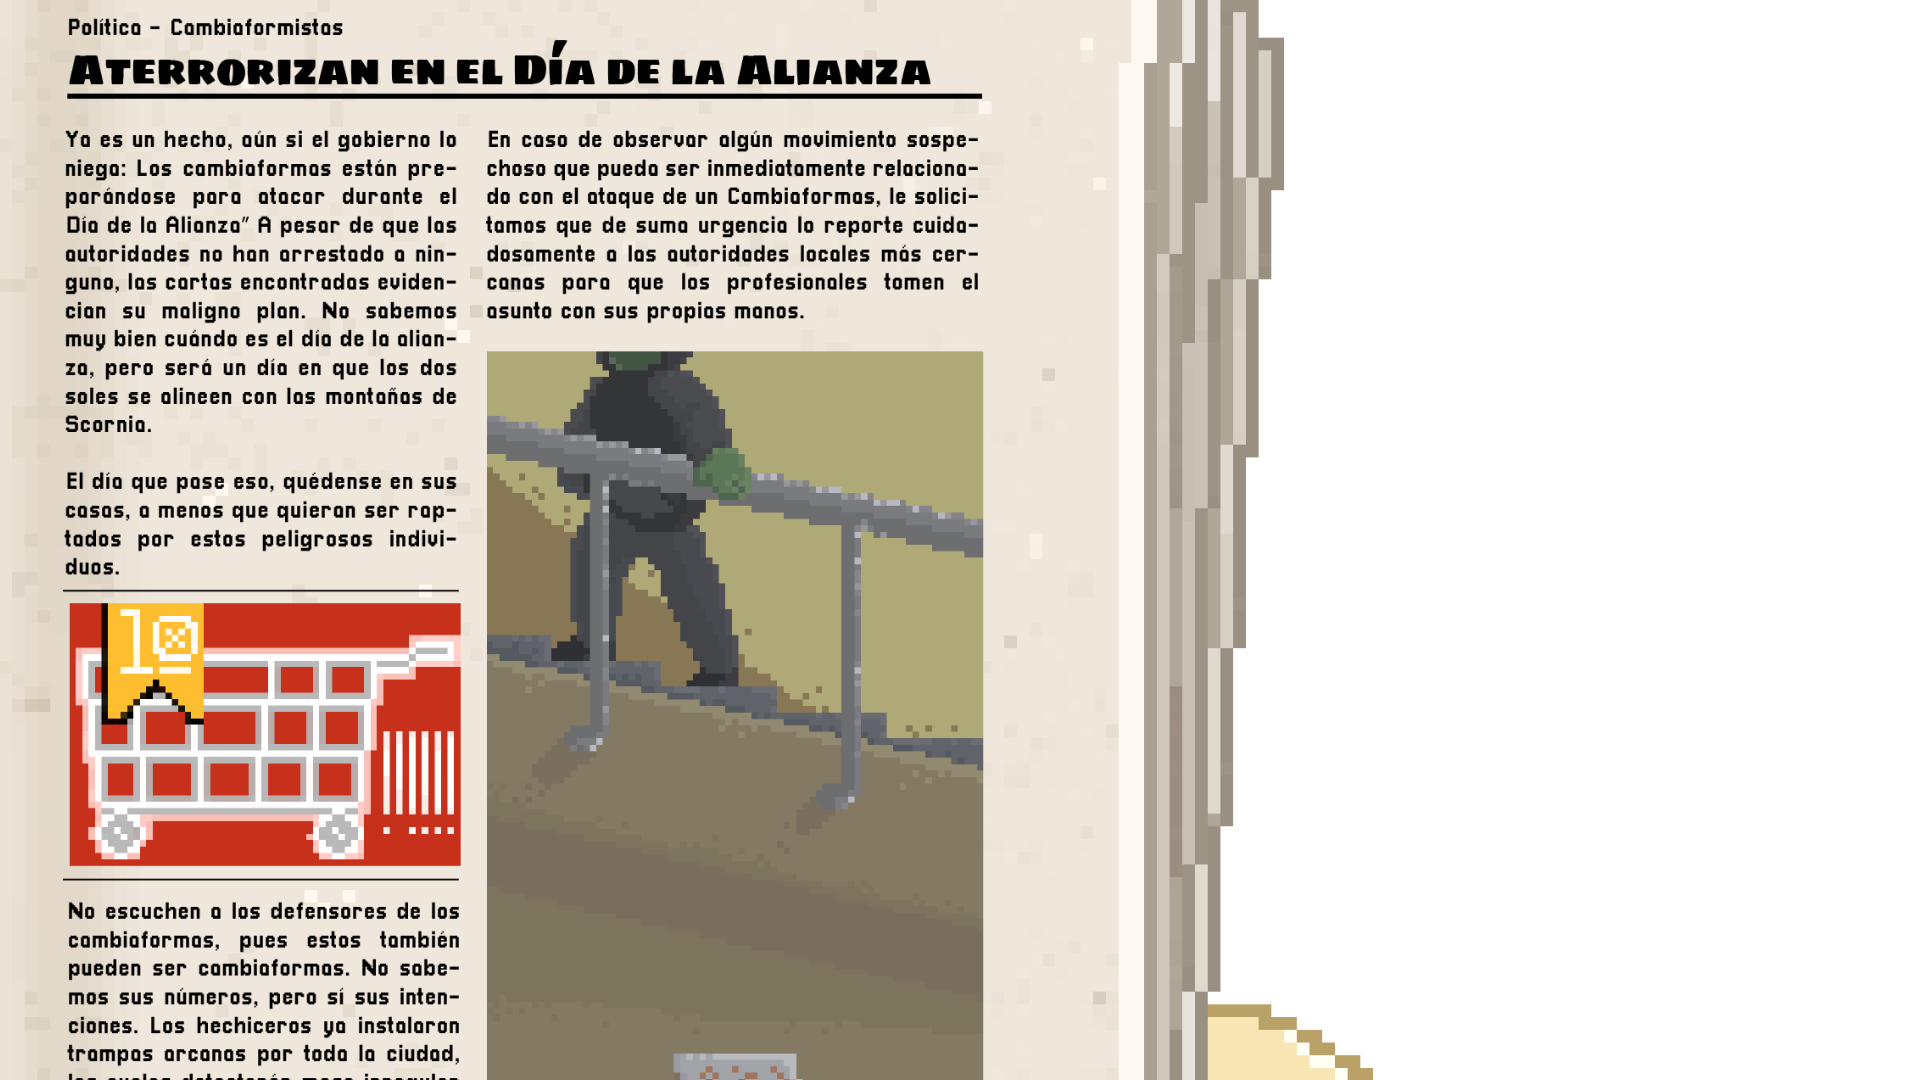 Política - Cambiaformistas
Aterrorizan en el Día de la Alianza
Ya es un hecho, aún si el gobierno lo
niega: Los cambiaformas están pre-
parándose para atacar durante el
Día de la Alianza" A pesar de que las
autoridades no han arrestado a nin-
guno, las cartas encontradas eviden-
cian su maligno plan. No sabemos
muy bien cuándo es el día de la alian-
za, pero será un día en que los dos
soles se alineen con las montañas de
Scornia.
El día que pase eso, quédense en sus
casas, a menos que quieran ser rap-
tados por estos peligrosos indivi-
duos.
10
No escuchen a los defensores de los
cambiaformas, pues estos también
pueden ser cambiaformas. No sabe-
mos sus números, pero sí sus inten-
ciones. Los hechiceros ya instalaron
trampas arcanas por toda la ciudad,
En caso de observar algún movimiento sospe-
choso que pueda ser inmediatamente relaciona-
do con el ataque de un Cambiaformas, le solici-
tamos que de suma urgencia lo reporte cuida-
dosamente a las autoridades locales más cer-
canas para que los profesionales tomen el
asunto con sus propias manos.